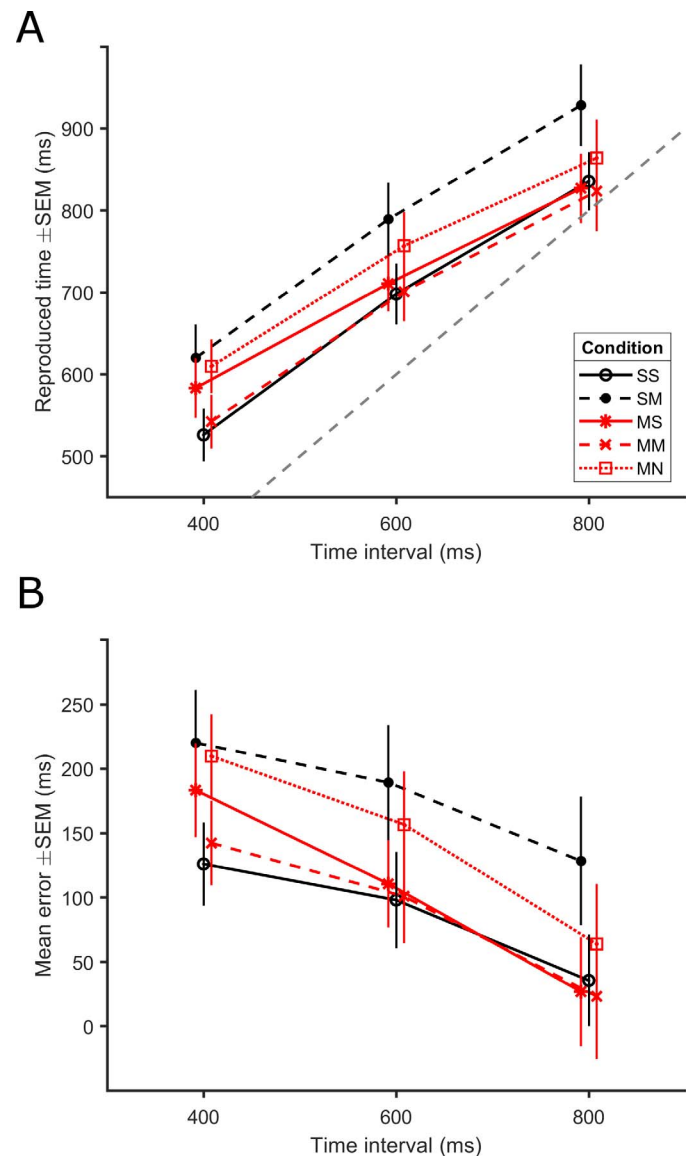 A
900
800
700
600
500
Reproduced time ±SEM (ms)
Condition
SS
SM
MS
MM
MN
400 600 800
Time interval (ms)
B
250
200
150
100
50
0
Mean error ±SEM (ms)
400 600 800
Time interval (ms)